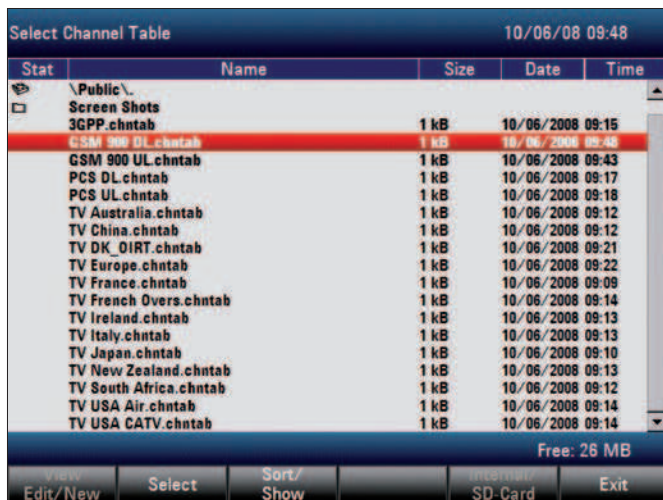 Select Channel Table 10/06/08 09:48
Stat Name Size Date Time
\Public\.
Screen Shots
3GPP.chntab 1 kB 10/06/2008 09:15
GSM 900 DL.chntab 1 kB 10/06/2008 09:48
GSM 900 UL.chntab 1 kB 10/06/2008 09:43
PCS DL.chntab 1 kB 10/06/2008 09:17
PCS UL.chntab 1 kB 10/06/2008 09:18
TV Australia.chntab 1 kB 10/06/2008 09:12
TV China.chntab 1 kB 10/06/2008 09:12
TV DK_OIRT.chntab 1 kB 10/06/2008 09:21
TV Europe.chntab 1 kB 10/06/2008 09:22
TV France.chntab 1 kB 10/06/2008 09:09
TV French Overs.chntab 1 kB 10/06/2008 09:14
TV Ireland.chntab 1 kB 10/06/2008 09:13
TV Italy.chntab 1 kB 10/06/2008 09:13
TV Japan.chntab 1 kB 10/06/2008 09:10
TV New Zealand.chntab 1 kB 10/06/2008 09:13
TV South Africa.chntab 1 kB 10/06/2008 09:12
TV USA Air.chntab 1 kB 10/06/2008 09:14
TV USA CATV.chntab 1 kB 10/06/2008 09:14
Free: 26 MB
View Sort/ Internal/
Edit/New Select Show SD-Card Exit